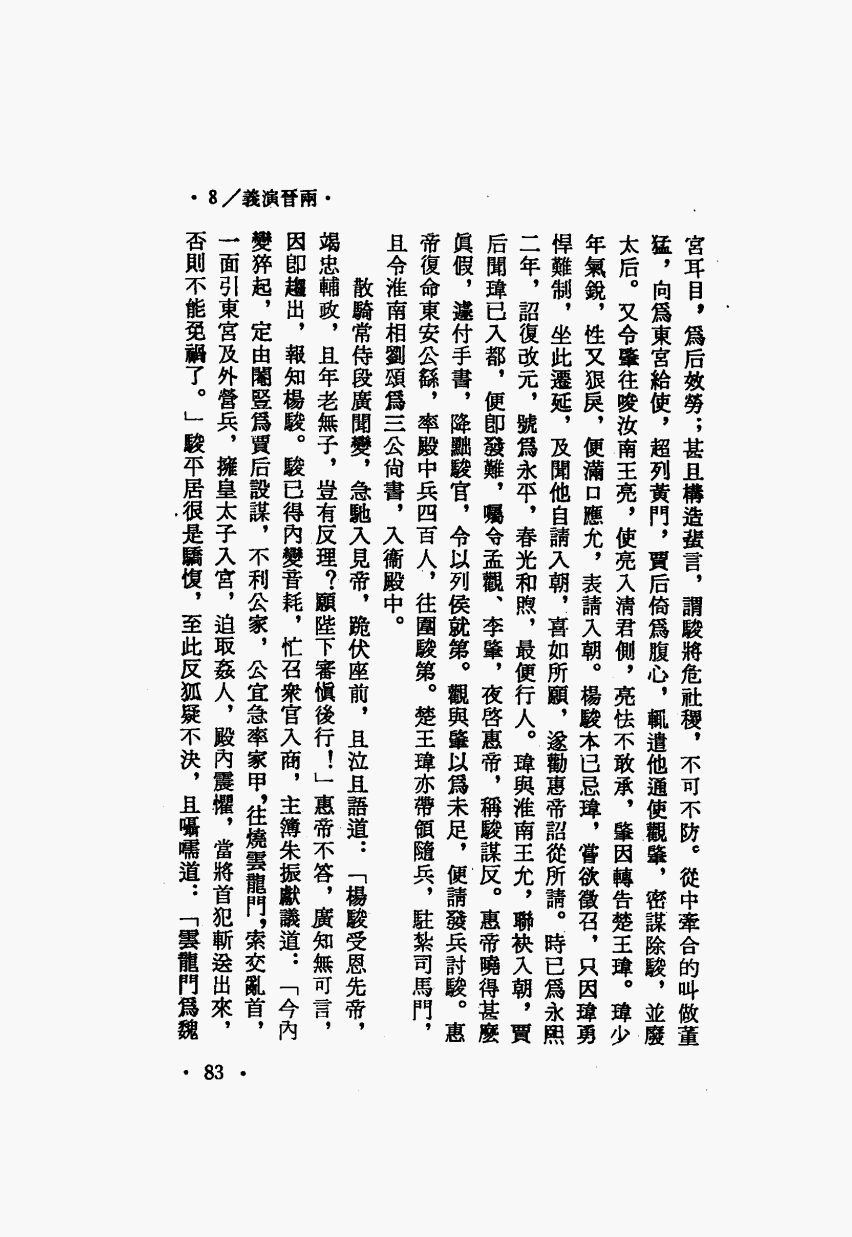 ・8／義演晉兩・
宮耳目，爲后效勞；甚且構造蜚言，謂駿將危社稷，不可不防。從中牽合的叫做董
猛，向爲東宮給使，超列黃門，賈后倚爲腹心，輒遣他通使觀肇，密謀除駿，並廢
太后。又令肇往唆汝南王亮，使亮入淸君側，亮怯不敢承，肇因轉告楚王瑋。瑋少
年氣銳，性又狠戾，便滿口應允，表請入朝。楊駿本已忌瑋，嘗欲徵召，只因瑋勇
悍難制，坐此遷延，及聞他自請入朝，喜如所願，遂勸惠帝詔從所請。時已爲永熙
二年，詔復改元，號爲永平，春光和煦，最便行人。瑋與淮南王允，聯袂入朝，賈
后聞瑋已入都，便卽發難，囑令孟觀、李肇，夜啓惠帝，稱駿謀反。惠帝曉得甚麼
眞假，遽付手書，降黜駿官，令以列侯就第。觀與肇以爲未足，便請發兵討駿。惠
帝復命東安公繇，率殿中兵四百人，往圍駿第。楚王瑋亦帶領隨兵，駐紮司馬門，
且令淮南相劉頌爲三公尙書，入衞殿中。
散騎常侍段廣聞變，急馳入見帝，跪伏座前，且泣且語道：「楊駿受恩先帝，
竭忠輔政，且年老無子，豈有反理？願陛下審愼後行！」惠帝不答，廣知無可言，
因卽趨出，報知楊駿。駿已得內變音耗，忙召衆官入商，主簿朱振獻議道：「今內
變猝起，定由閹豎爲賈后設謀，不利公家，公宜急率家甲，往燒雲龍門，索交亂首，
一面引東宮及外營兵，擁皇太子入宮，迫取姦人，殿內震懼，當將首犯斬送出來，
否則不能免禍了。」駿平居很是驕愎，至此反狐疑不決，且囁嚅道：「雲龍門爲魏
・83・